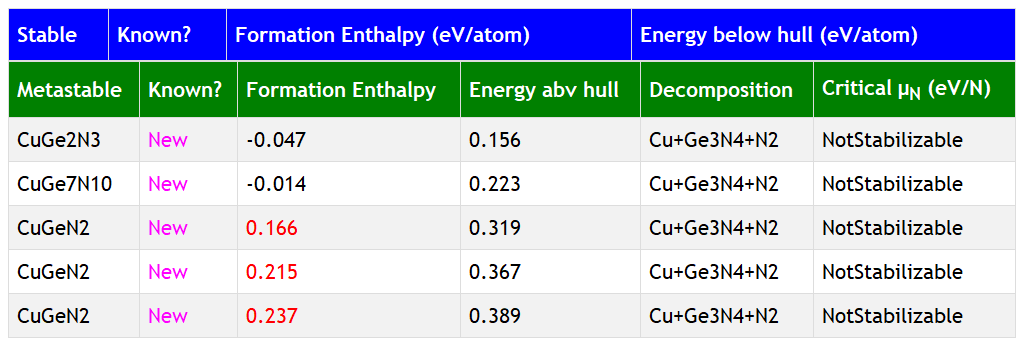 Stable Known? Formation Enthalpy (eV/atom) Energy below hull (eV/atom)
Metastable Known? Formation Enthalpy Energy abv hull Decomposition Critical μN (eV/N)
CuGe2N3 New -0.047 0.156 Cu+Ge3N4+N2 NotStabilizable
CuGe7N10 New -0.014 0.223 Cu+Ge3N4+N2 NotStabilizable
CuGeN2 New 0.166 0.319 Cu+Ge3N4+N2 NotStabilizable
CuGeN2 New 0.215 0.367 Cu+Ge3N4+N2 NotStabilizable
CuGeN2 New 0.237 0.389 Cu+Ge3N4+N2 NotStabilizable